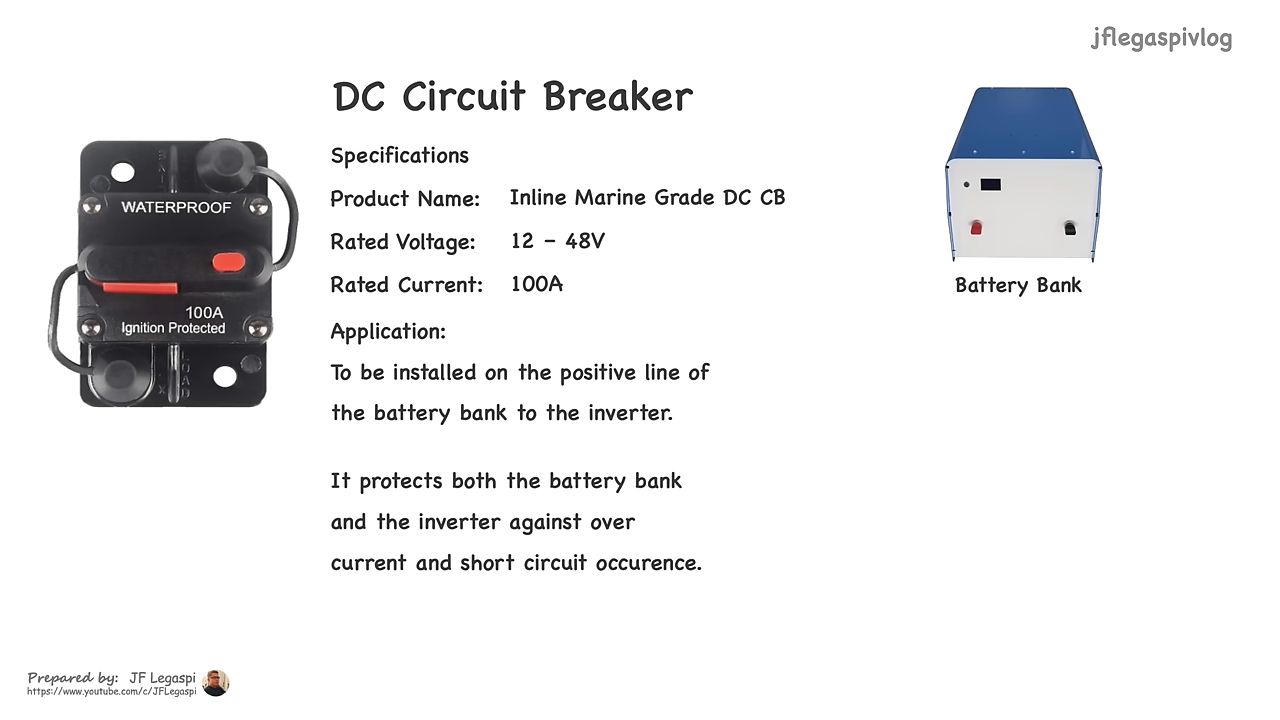 jflegaspivlog
DC Circuit Breaker
Specifications
Product Name: Inline Marine Grade DC CB
Rated Voltage: 12 - 48V
Rated Current: 100A
Application:
To be installed on the positive line of
the battery bank to the inverter.
It protects both the battery bank
and the inverter against over
current and short circuit occurence.
WATERPROOF
100A
Ignition Protected
LOAD
Battery Bank
Prepared by: JF Legaspi
https://www.youtube.com/c/JFLegaspi